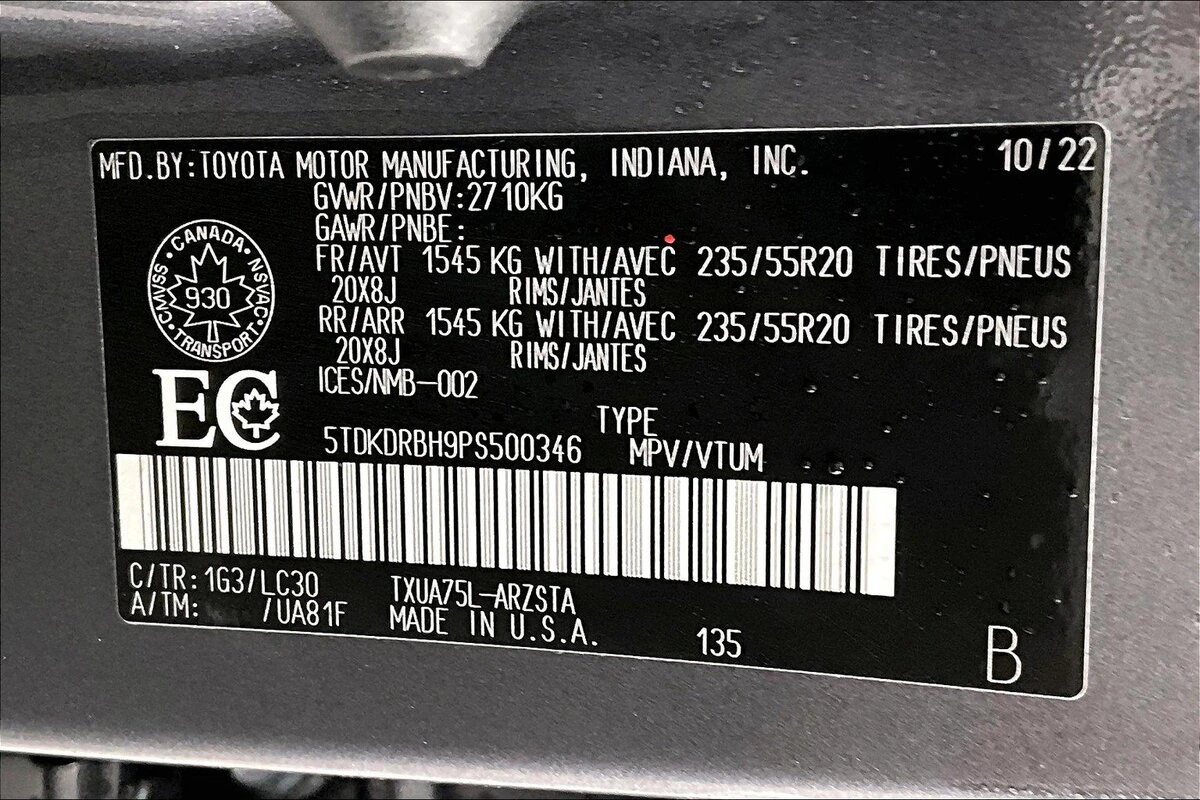 MFD.BY:TOYOTA MOTOR MANUFACTURING, INDIANA, INC. 10/22
GVWR/PNBV:2710KG
GAWR/PNBE:
FR/AVT 1545 KG WITH/AVEC 235/55R20 TIRES/PNEUS
20X8J RIMS/JANTES
RR/ARR 1545 KG WITH/AVEC 235/55R20 TIRES/PNEUS
20X8J RIMS/JANTES
ICES/NMB-002
CANADA · NSVAC · TRANSPORT · CMVSS ·
930
EC
TYPE
5TDKDRBH9PS500346 MPV/VTUM
C/TR: 1G3/LC30 TXUA75L-ARZSTA
A/TM: /UA81F MADE IN U.S.A. 135
B